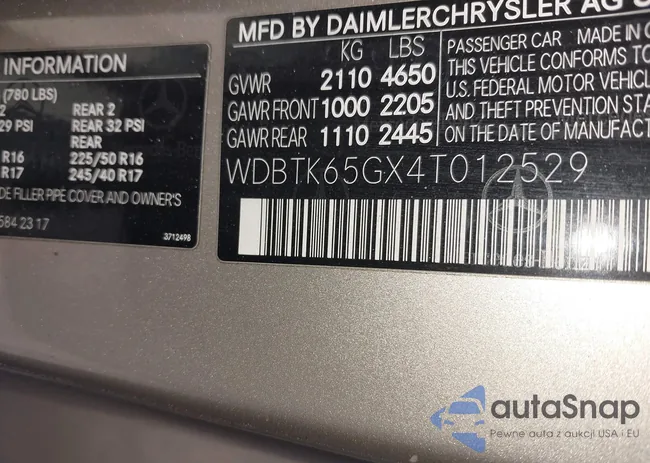 INFORMATION
(780 LBS)
2 REAR 2
29 PSI REAR 32 PSI
REAR
R16 225/50 R16
R17 245/40 R17
DE FILLER PIPE COVER AND OWNER'S
584 23 17
3712498
MFD BY DAIMLERCHRYSLER AG
KG LBS
GVWR 2110 4650
GAWR FRONT 1000 2205
GAWR REAR 1110 2445
PASSENGER CAR MADE IN
THIS VEHICLE CONFORMS TO
U.S. FEDERAL MOTOR VEHICL
AND THEFT PREVENTION STA
ON THE DATE OF MANUFACT
WDBTK65GX4T012529
autaSnap
Pewne auta z aukcji USA i EU